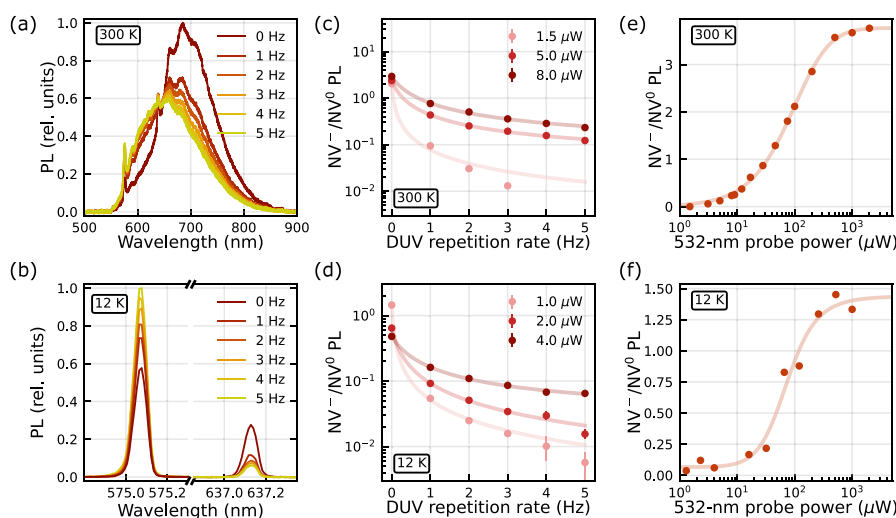 (a)
300 K
PL (rel. units)
1.0
0.8
0.6
0.4
0.2
0.0
0 Hz
1 Hz
2 Hz
3 Hz
4 Hz
5 Hz
500 600 700 800 900
Wavelength (nm)
(c)
NV⁻/NV⁰ PL
10²
10¹
10⁰
10⁻¹
10⁻²
1.5 μW
5.0 μW
8.0 μW
300 K
0 1 2 3 4 5
DUV repetition rate (Hz)
(e)
300 K
NV⁻/NV⁰ PL
3
2
1
0
10⁰ 10¹ 10² 10³
532-nm probe power (μW)
(b)
12 K
PL (rel. units)
1.0
0.8
0.6
0.4
0.2
0.0
0 Hz
1 Hz
2 Hz
3 Hz
4 Hz
5 Hz
575.0 575.2 637.0 637.2
Wavelength (nm)
(d)
NV⁻/NV⁰ PL
10¹
10⁰
10⁻¹
10⁻²
1.0 μW
2.0 μW
4.0 μW
12 K
0 1 2 3 4 5
DUV repetition rate (Hz)
(f)
12 K
NV⁻/NV⁰ PL
1.50
1.25
1.00
0.75
0.50
0.25
0.00
10⁰ 10¹ 10² 10³
532-nm probe power (μW)